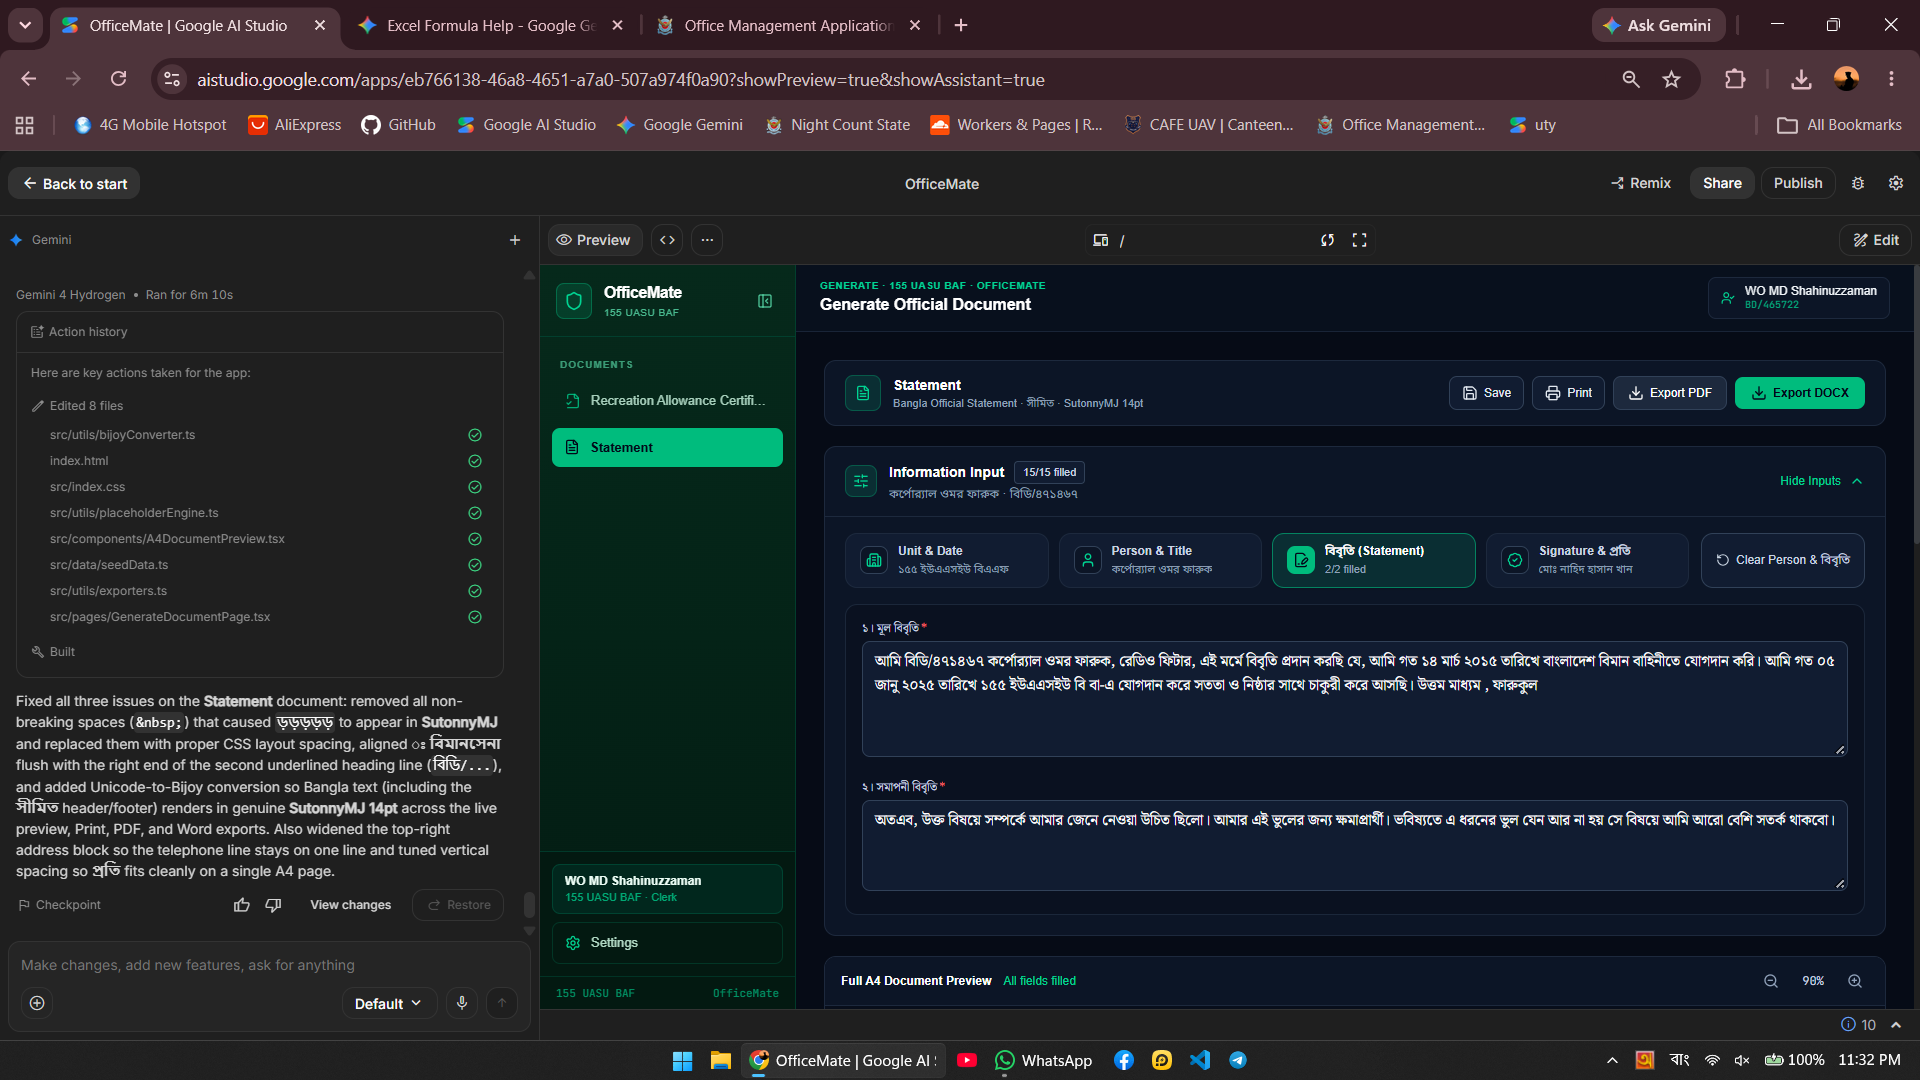 OfficeMate | Google AI Studio
Excel Formula Help - Google Ge
Office Management Application
Ask Gemini
aistudio.google.com/apps/eb766138-46a8-4651-a7a0-507a974f0a90?showPreview=true&showAssistant=true
4G Mobile Hotspot
AliExpress
GitHub
Google AI Studio
Google Gemini
Night Count State
Workers & Pages | R...
CAFE UAV | Canteen...
Office Management...
uty
All Bookmarks
Back to start
OfficeMate
Remix
Share
Publish
Gemini
Preview
/
Edit
Gemini 4 Hydrogen • Ran for 6m 10s
Action history
Here are key actions taken for the app:
Edited 8 files
src/utils/bijoyConverter.ts
index.html
src/index.css
src/utils/placeholderEngine.ts
src/components/A4DocumentPreview.tsx
src/data/seedData.ts
src/utils/exporters.ts
src/pages/GenerateDocumentPage.tsx
Built
Fixed all three issues on the Statement document: removed all non-
breaking spaces (&nbsp;) that caused ড়ড়ড়ড়ড় to appear in SutonnyMJ
and replaced them with proper CSS layout spacing, aligned ঃ বিমানসেনা
flush with the right end of the second underlined heading line (বিডি/...),
and added Unicode-to-Bijoy conversion so Bangla text (including the
সীমিত header/footer) renders in genuine SutonnyMJ 14pt across the live
preview, Print, PDF, and Word exports. Also widened the top-right
address block so the telephone line stays on one line and tuned vertical
spacing so প্রতি fits cleanly on a single A4 page.
Checkpoint
View changes
Restore
Make changes, add new features, ask for anything
Default
OfficeMate
155 UASU BAF
DOCUMENTS
Recreation Allowance Certifi...
Statement
WO MD Shahinuzzaman
155 UASU BAF · Clerk
Settings
155 UASU BAF
OfficeMate
GENERATE · 155 UASU BAF · OFFICEMATE
Generate Official Document
WO MD Shahinuzzaman
BD/465722
Statement
Bangla Official Statement · সীমিত · SutonnyMJ 14pt
Save
Print
Export PDF
Export DOCX
Information Input
15/15 filled
কর্পোর‍্যাল ওমর ফারুক · বিডি/৪৭১৪৬৭
Hide Inputs
Unit & Date
১৫৫ ইউএএসইউ বিএএফ
Person & Title
কর্পোর‍্যাল ওমর ফারুক
বিবৃতি (Statement)
2/2 filled
Signature & প্রতি
মোঃ নাহিদ হাসান খান
Clear Person & বিবৃতি
১। মূল বিবৃতি *
আমি বিডি/৪৭১৪৬৭ কর্পোর‍্যাল ওমর ফারুক, রেডিও ফিটার, এই মর্মে বিবৃতি প্রদান করছি যে, আমি গত ১৪ মার্চ ২০১৫ তারিখে বাংলাদেশ বিমান বাহিনীতে যোগদান করি। আমি গত ০৫
জানু ২০২৫ তারিখে ১৫৫ ইউএএসইউ বি বা-এ যোগদান করে সততা ও নিষ্ঠার সাথে চাকুরী করে আসছি। উত্তম মাধ্যম , ফারুকুল
২। সমাপনী বিবৃতি *
অতএব, উক্ত বিষয়ে সম্পর্কে আমার জেনে নেওয়া উচিত ছিলো। আমার এই ভুলের জন্য ক্ষমাপ্রার্থী। ভবিষ্যতে এ ধরনের ভুল যেন আর না হয় সে বিষয়ে আমি আরো বেশি সতর্ক থাকবো।
Full A4 Document Preview
All fields filled
90%
10
OfficeMate | Google AI S
WhatsApp
বাং
100%
11:32 PM